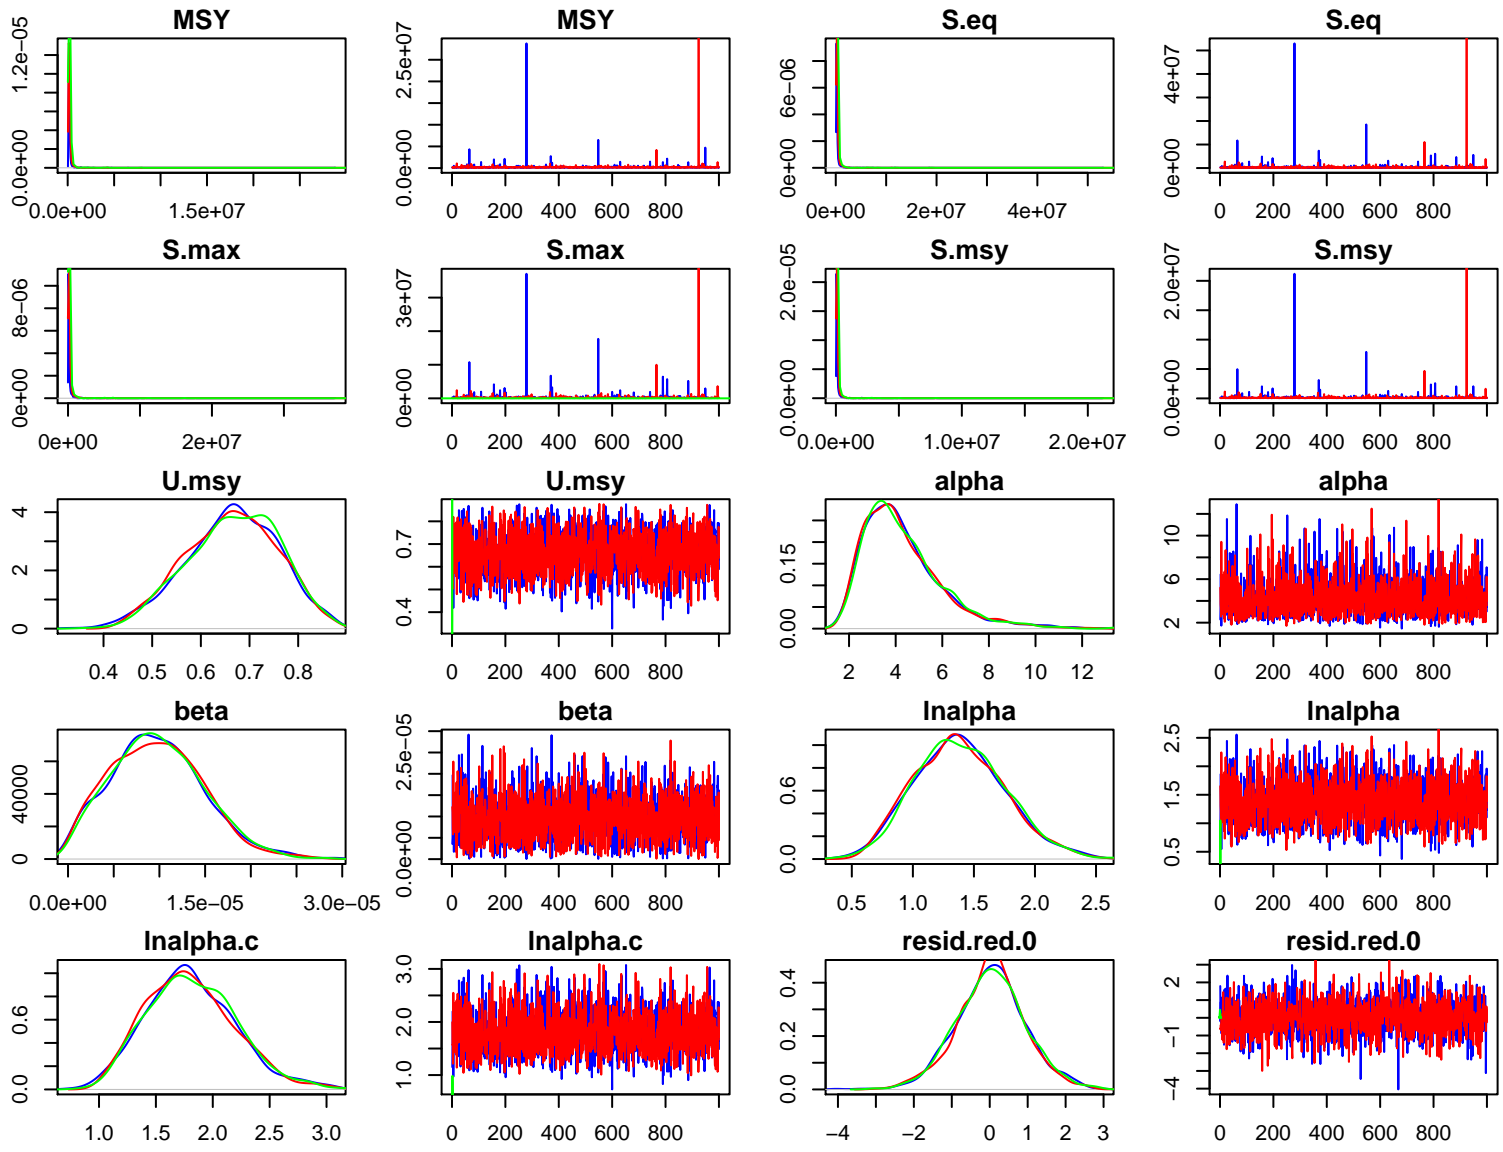 MSY MSY S.eq S.eq
0.0e+00 1.2e−05
0.0e+00 1.5e+07
0.0e+00 2.5e+07
0 200 400 600 800
0e+00 6e−06
0e+00 2e+07 4e+07
0e+00 4e+07
0 200 400 600 800
S.max S.max S.msy S.msy
0e+00 8e−06
0e+00 2e+07
0e+00 3e+07
0 200 400 600 800
0.0e+00 2.0e−05
0.0e+00 1.0e+07 2.0e+07
0.0e+00 2.0e+07
0 200 400 600 800
U.msy U.msy alpha alpha
0 2 4
0.4 0.5 0.6 0.7 0.8
0.4 0.7
0 200 400 600 800
0.00 0.15
2 4 6 8 10 12
2 6 10
0 200 400 600 800
beta beta lnalpha lnalpha
0 40000
0.0e+00 1.5e−05 3.0e−05
0.0e+00 2.5e−05
0 200 400 600 800
0.0 0.6
0.5 1.0 1.5 2.0 2.5
0.5 1.5 2.5
0 200 400 600 800
lnalpha.c lnalpha.c resid.red.0 resid.red.0
0.0 0.6
1.0 1.5 2.0 2.5 3.0
1.0 2.0 3.0
0 200 400 600 800
0.0 0.2 0.4
−4 −2 0 1 2 3
−4 −1 2
0 200 400 600 800